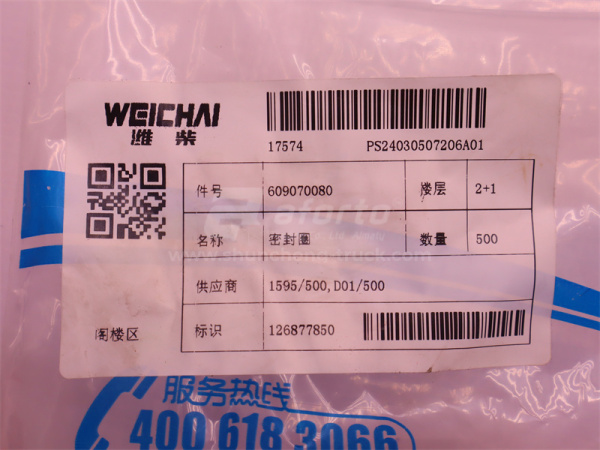 WEICHAI
潍柴
17574 PS24030507206A01
件号 609070080 楼层 2+1
名称 密封圈 数量 500
供应商 1595/500,D01/500
阁楼区 标识 126877850
aforto
服务热线
400 618 3066